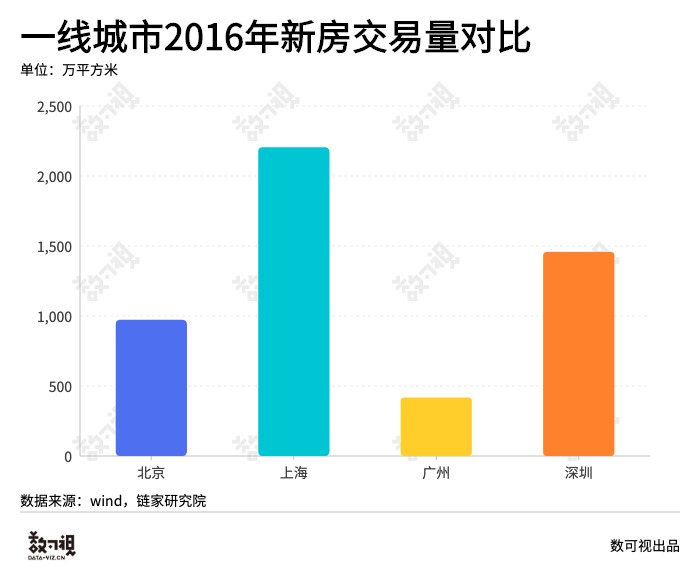 一线城市2016年新房交易量对比
单位：万平方米
2,500
2,000
1,500
1,000
500
0
北京 上海 广州 深圳
数据来源：wind，链家研究院
数可视
DATA-VIZ.CN
数可视出品